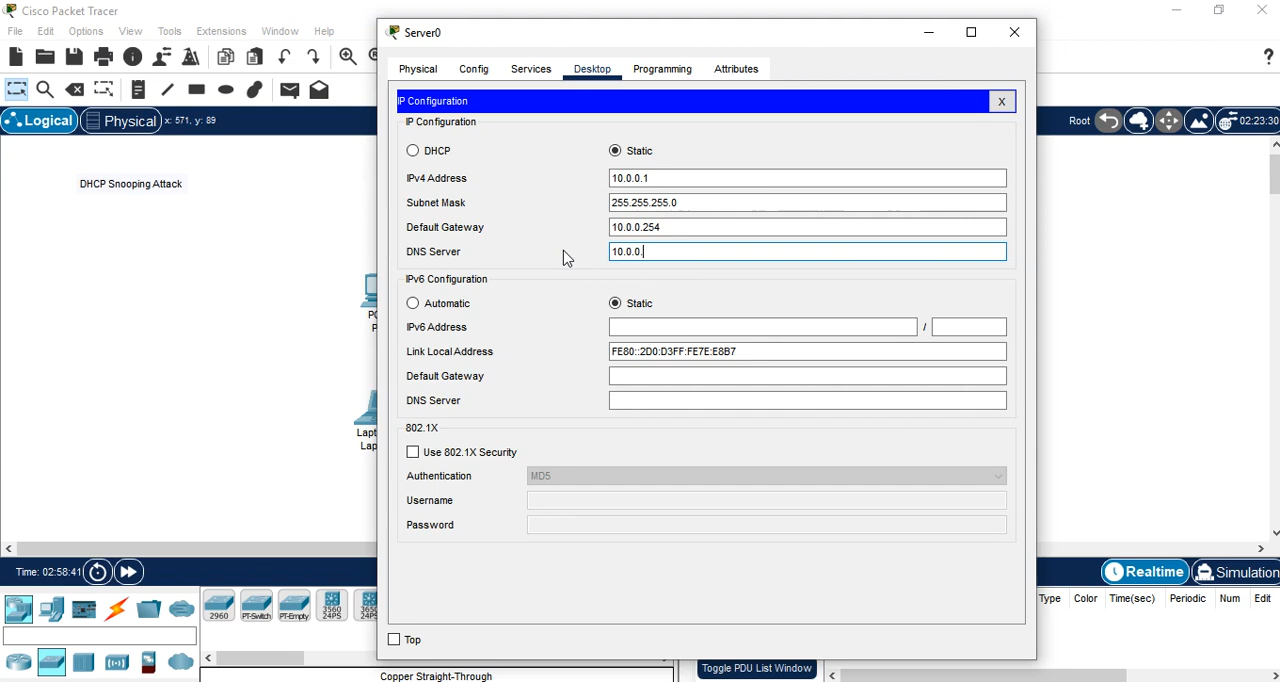 Cisco Packet Tracer
File Edit Options View Tools Extensions Window Help
Logical Physical x: 571, y: 89
Root 02:23:30
DHCP Snooping Attack
Lapt
Lap
Time: 02:58:41
Realtime Simulation
2960 PT-Switch PT-Empty 3560 24PS 3650 24PS
Copper Straight-Through
Toggle PDU List Window
Type Color Time(sec) Periodic Num Edit
Server0
Physical Config Services Desktop Programming Attributes
IP Configuration X
IP Configuration
DHCP Static
IPv4 Address 10.0.0.1
Subnet Mask 255.255.255.0
Default Gateway 10.0.0.254
DNS Server 10.0.0.
IPv6 Configuration
Automatic Static
IPv6 Address /
Link Local Address FE80::2D0:D3FF:FE7E:E8B7
Default Gateway
DNS Server
802.1X
Use 802.1X Security
Authentication MD5
Username
Password
Top